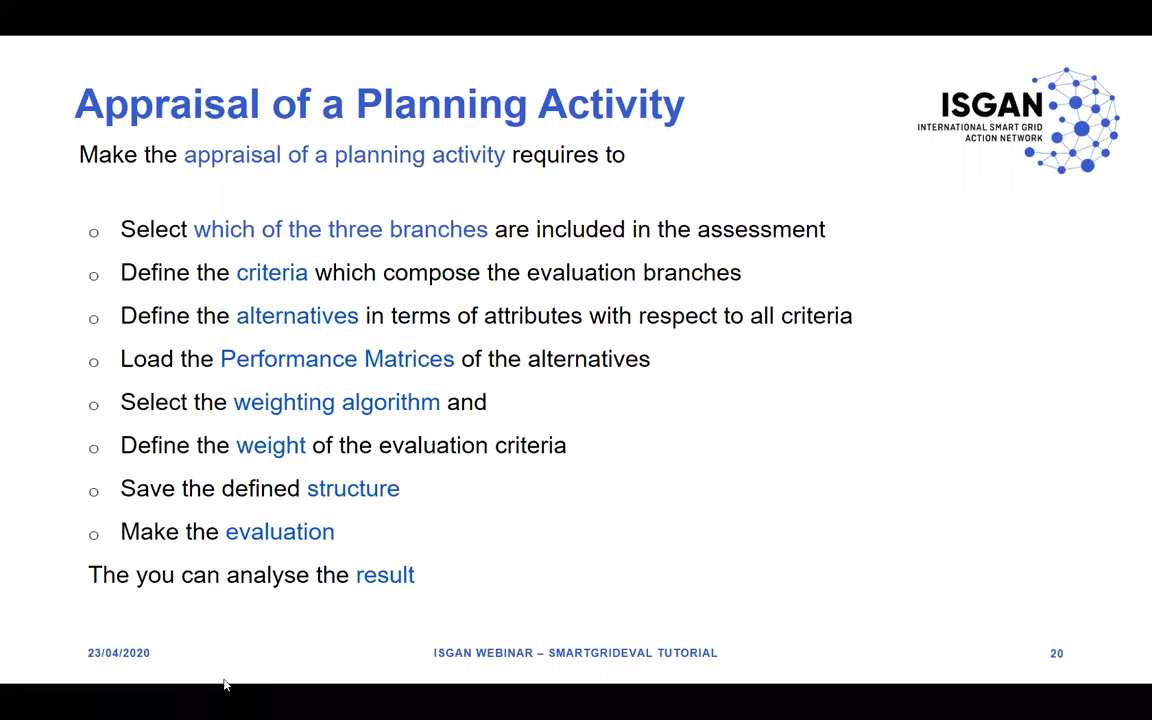 Appraisal of a Planning Activity
ISGAN
INTERNATIONAL SMART GRID
ACTION NETWORK
Make the appraisal of a planning activity requires to
o Select which of the three branches are included in the assessment
o Define the criteria which compose the evaluation branches
o Define the alternatives in terms of attributes with respect to all criteria
o Load the Performance Matrices of the alternatives
o Select the weighting algorithm and
o Define the weight of the evaluation criteria
o Save the defined structure
o Make the evaluation
The you can analyse the result
23/04/2020
ISGAN WEBINAR – SMARTGRIDEVAL TUTORIAL
20